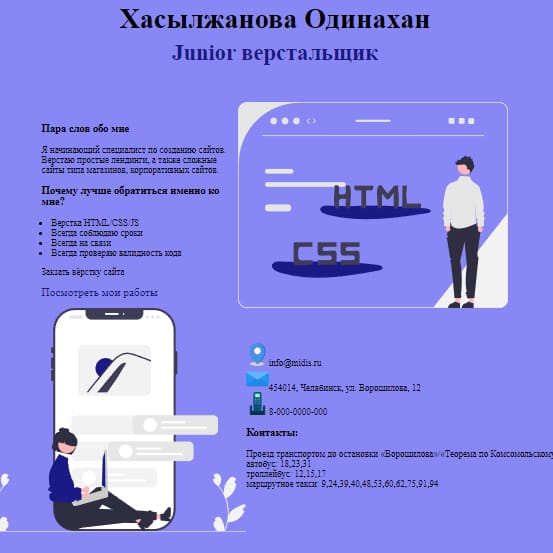 Хасылжанова Одинахан
Junior верстальщик
Пара слов обо мне
Я начинающий специалист по созданию сайтов.
Верстаю простые лендинги, а также сложные
сайты типа магазинов, корпоративных сайтов.
Почему лучше обратиться именно ко
мне?
Верстка HTML/CSS/JS
Всегда соблюдаю сроки
Всегда на связи
Всегда проверяю валидность кода
Закзать вёрстку сайта
Посмотреть мои работы
HTML
CSS
info@midis.ru
454014, Челябинск, ул. Ворошилова, 12
8-000-0000-000
Контакты:
Проезд транспортом до остановки «Ворошилова»/«Теорема по Комсомольскому
автобус: 18,23,31
троллейбус: 12,15,17
маршрутное такси: 9,24,39,40,48,53,60,62,75,91,94